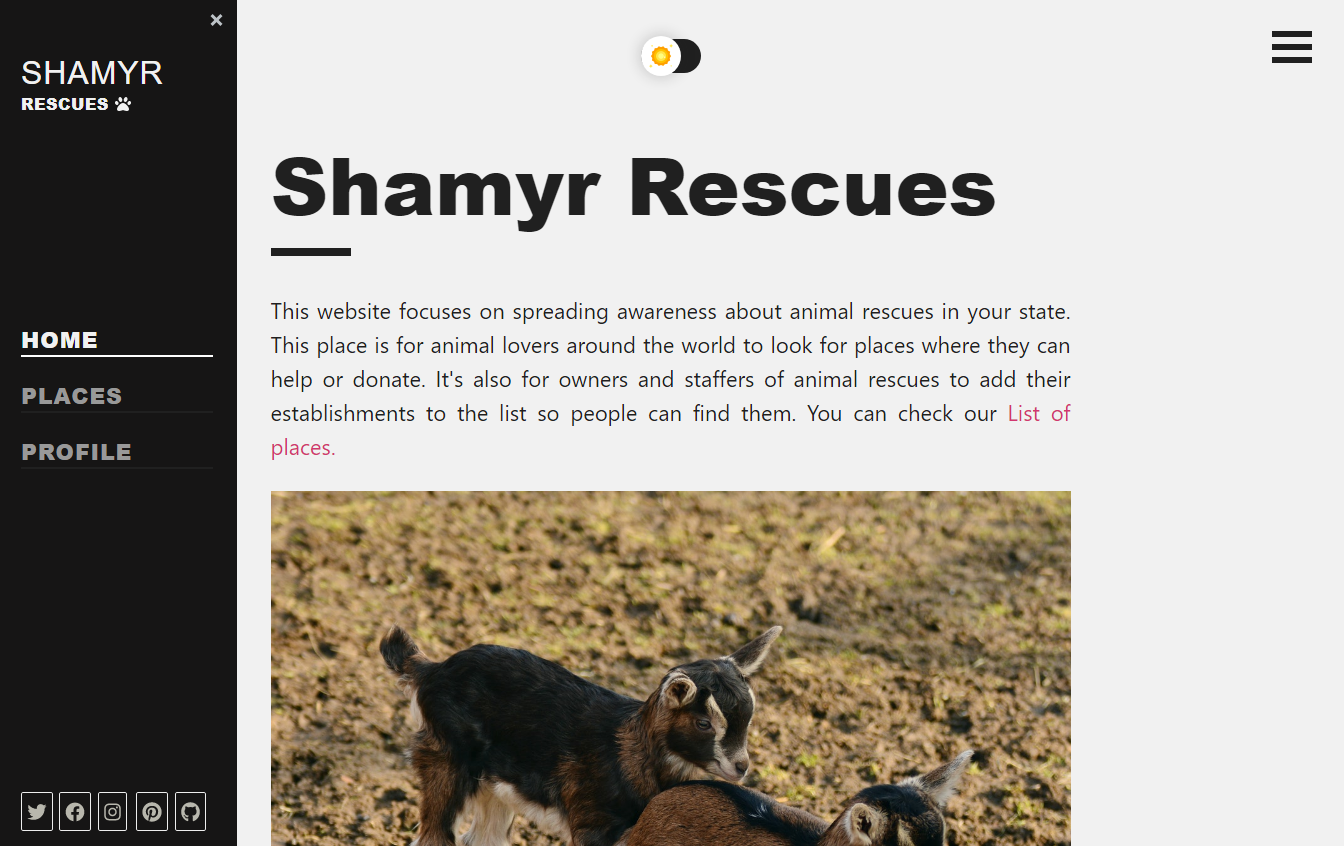 SHAMYR
RESCUES
HOME
PLACES
PROFILE
Shamyr Rescues
This website focuses on spreading awareness about animal rescues in your state.
This place is for animal lovers around the world to look for places where they can
help or donate. It's also for owners and staffers of animal rescues to add their
establishments to the list so people can find them. You can check our List of
places.